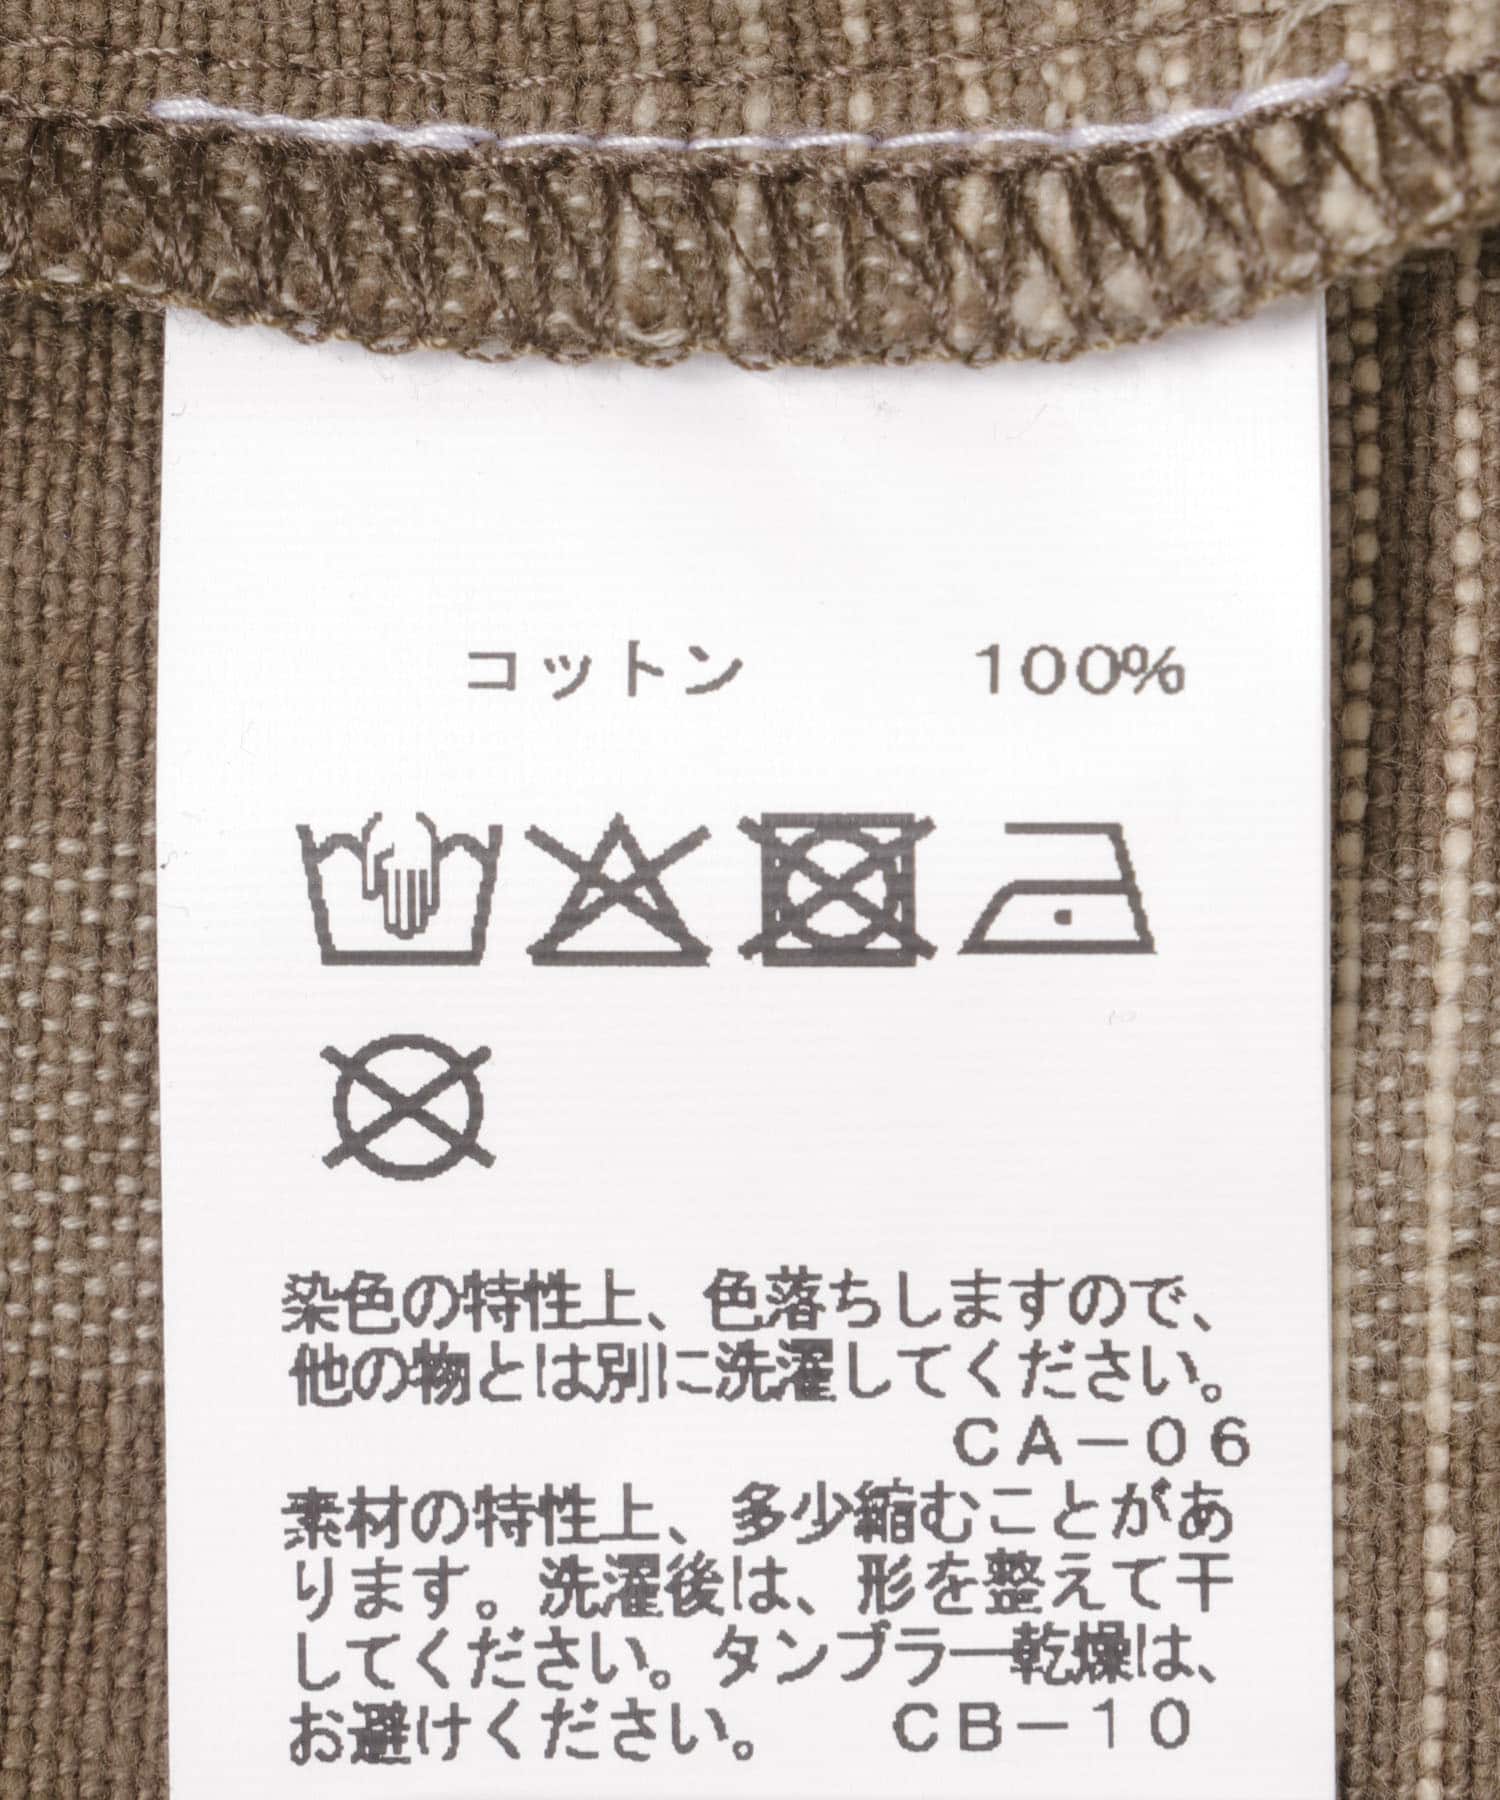 コットン 100%
染色の特性上、色落ちしますので、
他の物とは別に洗濯してください。
CA−06
素材の特性上、多少縮むことがあ
ります。洗濯後は、形を整えて干
してください。タンブラー乾燥は、
お避けください。 CB−10